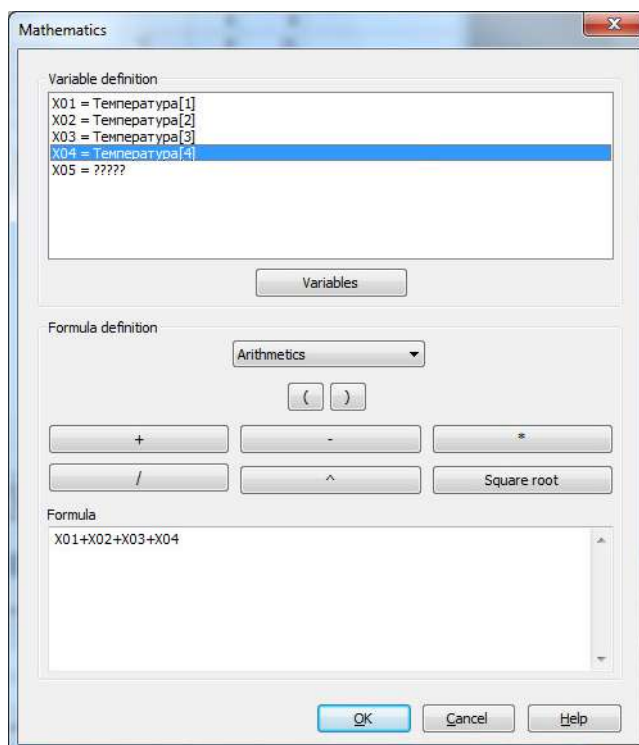 Mathematics
Variable definition
X01 = Температура[1]
X02 = Температура[2]
X03 = Температура[3]
X04 = Температура[4]
X05 = ?????
Variables
Formula definition
Arithmetics
( )
+ - *
/ ^ Square root
Formula
X01+X02+X03+X04
OK Cancel Help